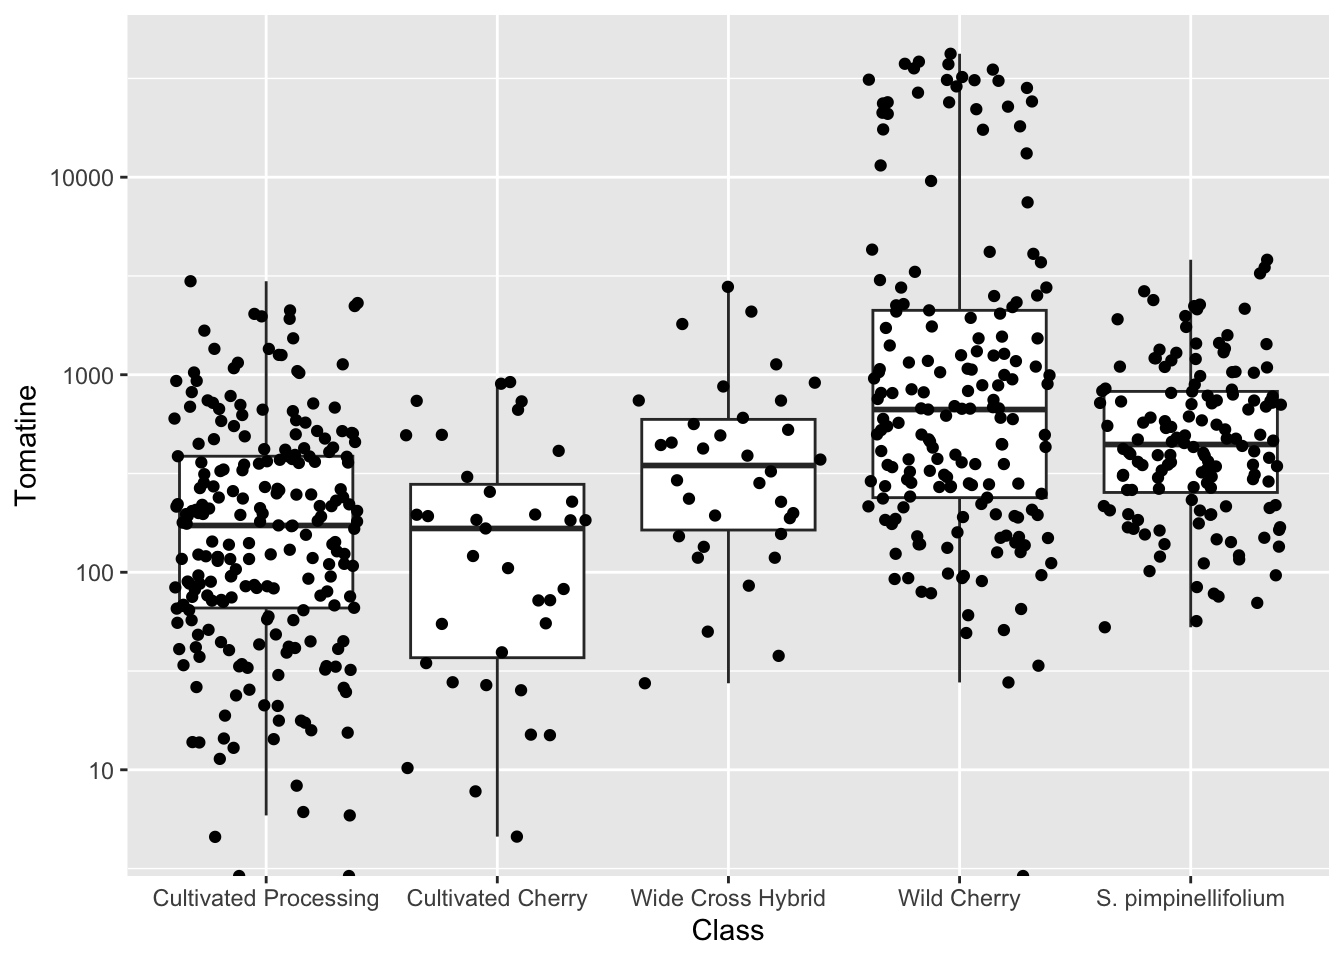 Tomatine
10000
1000
100
10
Cultivated Processing
Cultivated Cherry
Wide Cross Hybrid
Wild Cherry
S. pimpinellifolium
Class